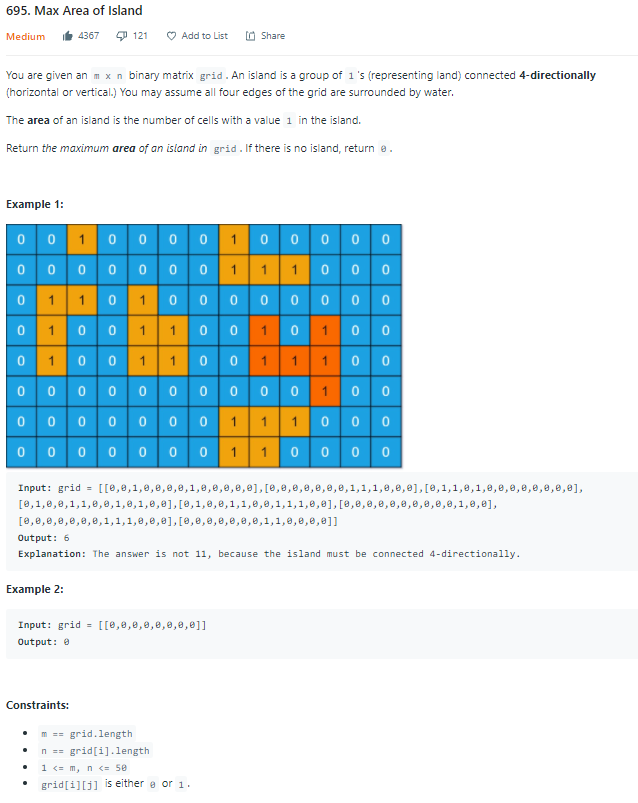 695. Max Area of Island
Medium 4367 121 Add to List Share
You are given an m x n binary matrix grid. An island is a group of 1's (representing land) connected 4-directionally
(horizontal or vertical.) You may assume all four edges of the grid are surrounded by water.
The area of an island is the number of cells with a value 1 in the island.
Return the maximum area of an island in grid. If there is no island, return 0.
Example 1:
0 0 1 0 0 0 0 1 0 0 0 0 0
0 0 0 0 0 0 0 1 1 1 0 0 0
0 1 1 0 1 0 0 0 0 0 0 0 0
0 1 0 0 1 1 0 0 1 0 1 0 0
0 1 0 0 1 1 0 0 1 1 1 0 0
0 0 0 0 0 0 0 0 0 0 1 0 0
0 0 0 0 0 0 0 1 1 1 0 0 0
0 0 0 0 0 0 0 1 1 0 0 0 0
Input: grid = [[0,0,1,0,0,0,0,1,0,0,0,0,0],[0,0,0,0,0,0,0,1,1,1,0,0,0],[0,1,1,0,1,0,0,0,0,0,0,0,0],
[0,1,0,0,1,1,0,0,1,0,1,0,0],[0,1,0,0,1,1,0,0,1,1,1,0,0],[0,0,0,0,0,0,0,0,0,0,1,0,0],
[0,0,0,0,0,0,0,1,1,1,0,0,0],[0,0,0,0,0,0,0,1,1,0,0,0,0]]
Output: 6
Explanation: The answer is not 11, because the island must be connected 4-directionally.
Example 2:
Input: grid = [[0,0,0,0,0,0,0,0]]
Output: 0
Constraints:
• m == grid.length
• n == grid[i].length
• 1 <= m, n <= 50
• grid[i][j] is either 0 or 1.